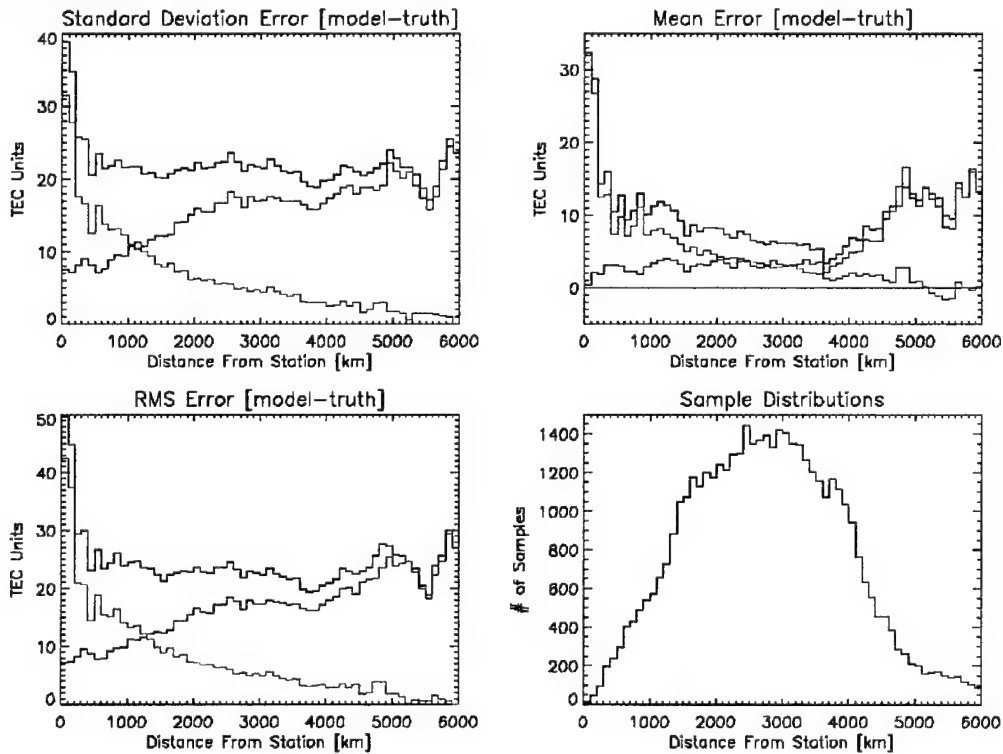 Standard Deviation Error [model-truth]
40
30
20
10
0
TEC Units
0 1000 2000 3000 4000 5000 6000
Distance From Station [km]
Mean Error [model-truth]
30
20
10
0
TEC Units
0 1000 2000 3000 4000 5000 6000
Distance From Station [km]
RMS Error [model-truth]
50
40
30
20
10
0
TEC Units
0 1000 2000 3000 4000 5000 6000
Distance From Station [km]
Sample Distributions
1400
1200
1000
800
600
400
200
0
# of Samples
0 1000 2000 3000 4000 5000 6000
Distance From Station [km]